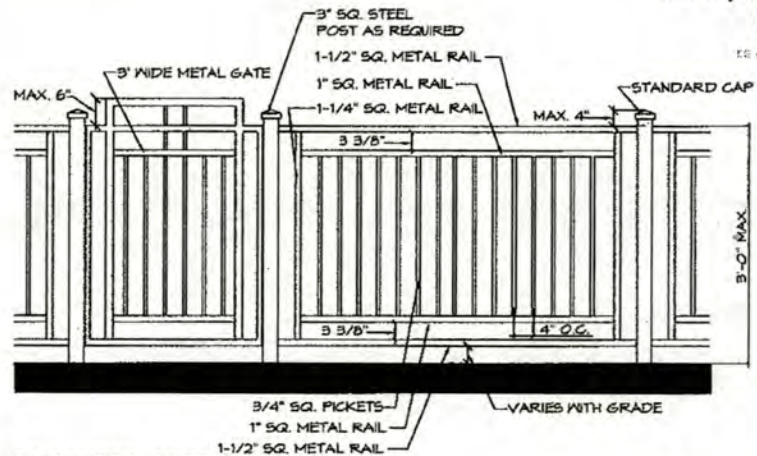 3" SQ. STEEL
POST AS REQUIRED
1-1/2" SQ. METAL RAIL
3' WIDE METAL GATE
1" SQ. METAL RAIL
STANDARD CAP
MAX. 6"
1-1/4" SQ. METAL RAIL
MAX. 4"
3 3/8"
3'-0" MAX.
3 3/8"
4" O.C.
3/4" SQ. PICKETS
VARIES WITH GRADE
1" SQ. METAL RAIL
1-1/2" SQ. METAL RAIL